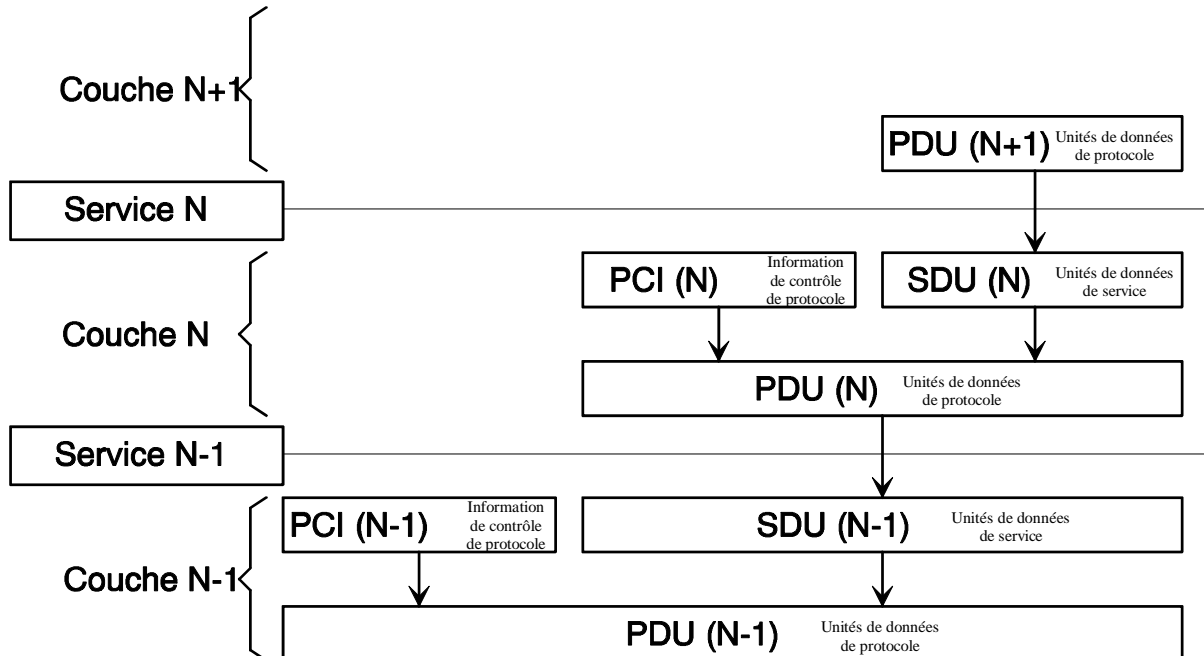 Couche N+1
PDU (N+1)
Unités de données
de protocole
Service N
Couche N
PCI (N)
Information
de contrôle
de protocole
SDU (N)
Unités de données
de service
PDU (N)
Unités de données
de protocole
Service N-1
Couche N-1
PCI (N-1)
Information
de contrôle
de protocole
SDU (N-1)
Unités de données
de service
PDU (N-1)
Unités de données
de protocole